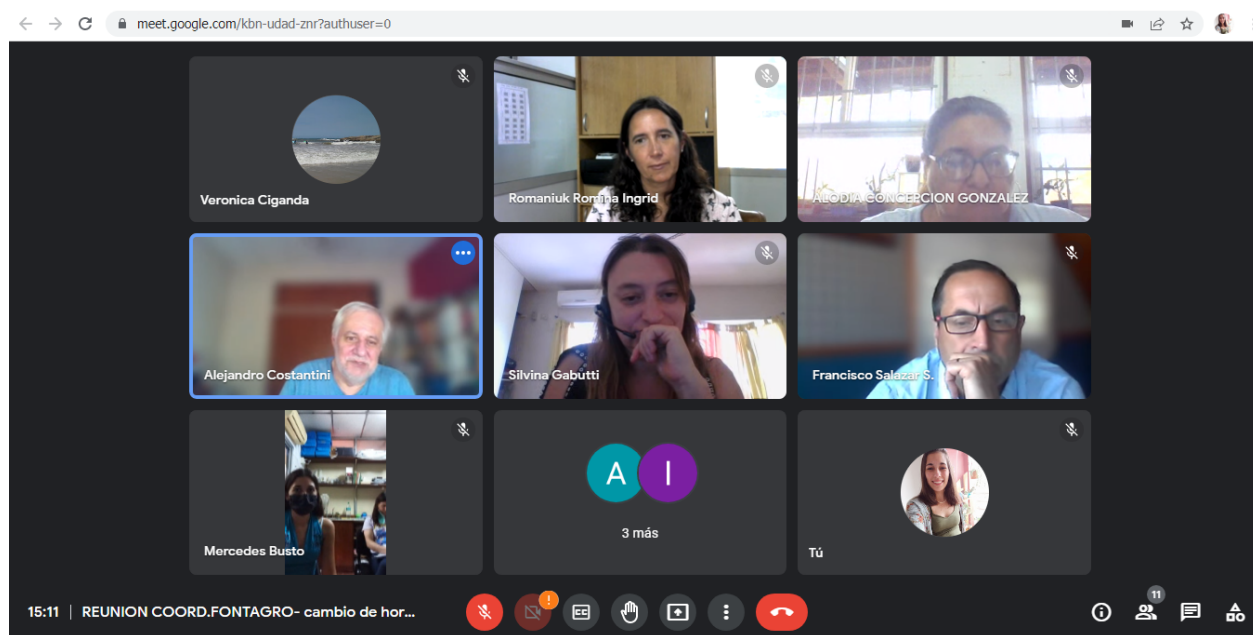 meet.google.com/kbn-udad-znr?authuser=0
Veronica Ciganda
Romaniuk Romina Ingrid
ALODIA CONCEPCION GONZALEZ
Alejandro Costantini
Silvina Gabutti
Francisco Salazar S.
Mercedes Busto
A I
3 más
Tú
15:11 | REUNION COORD.FONTAGRO- cambio de hor...
!
CC
11